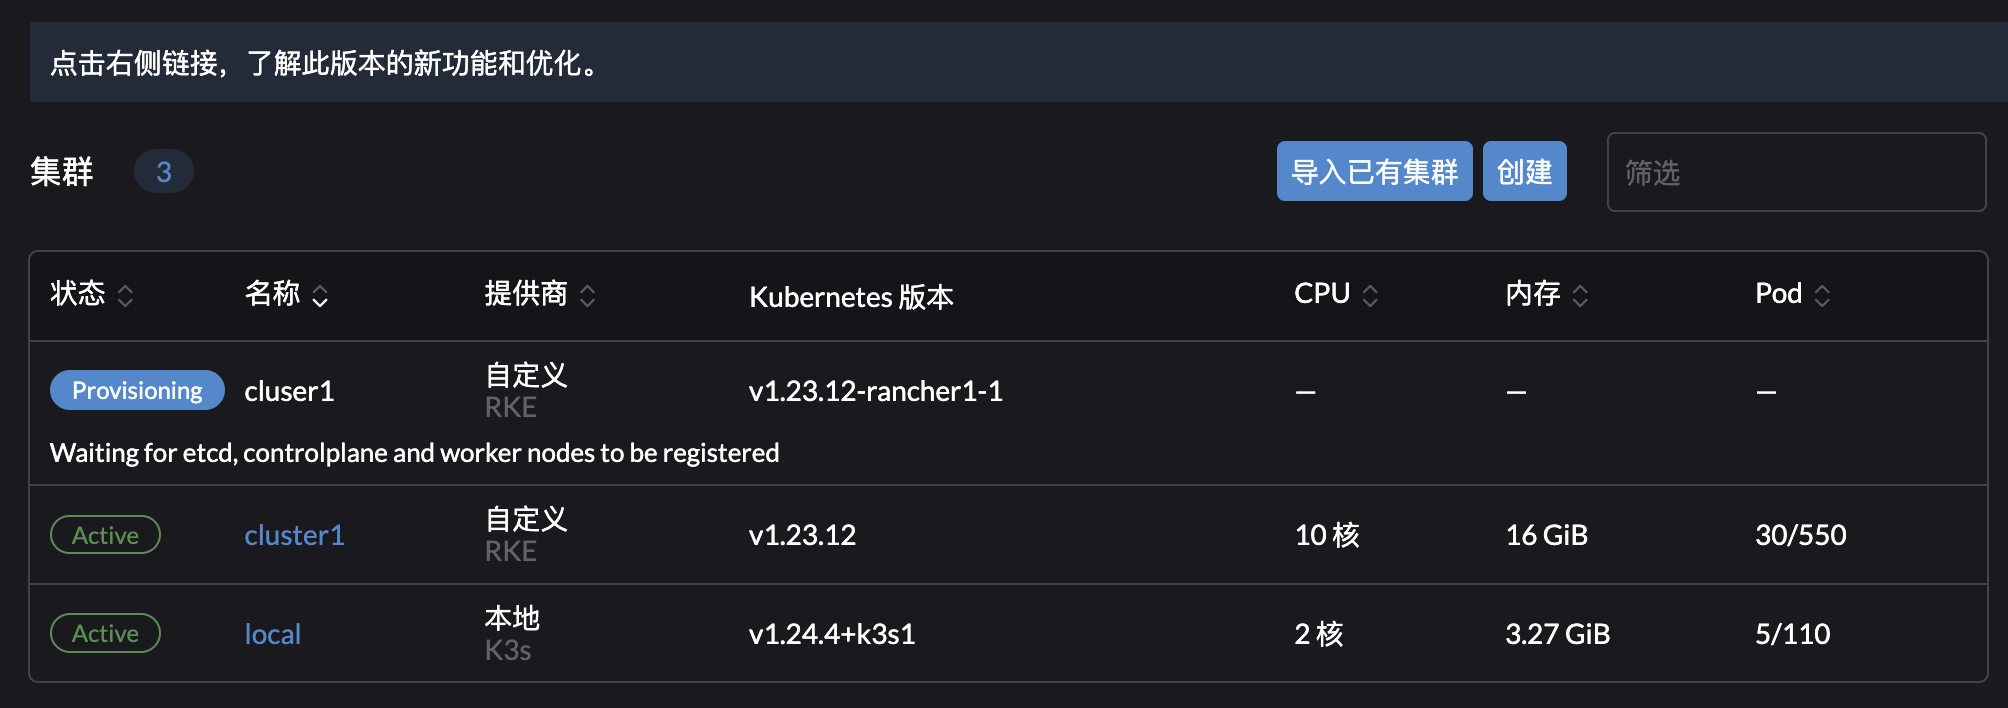 点击右侧链接，了解此版本的新功能和优化。
集群 3 导入已有集群 创建 筛选
状态 名称 提供商 Kubernetes 版本 CPU 内存 Pod
Provisioning cluser1 自定义 RKE v1.23.12-rancher1-1 — — —
Waiting for etcd, controlplane and worker nodes to be registered
Active cluster1 自定义 RKE v1.23.12 10 核 16 GiB 30/550
Active local 本地 K3s v1.24.4+k3s1 2 核 3.27 GiB 5/110